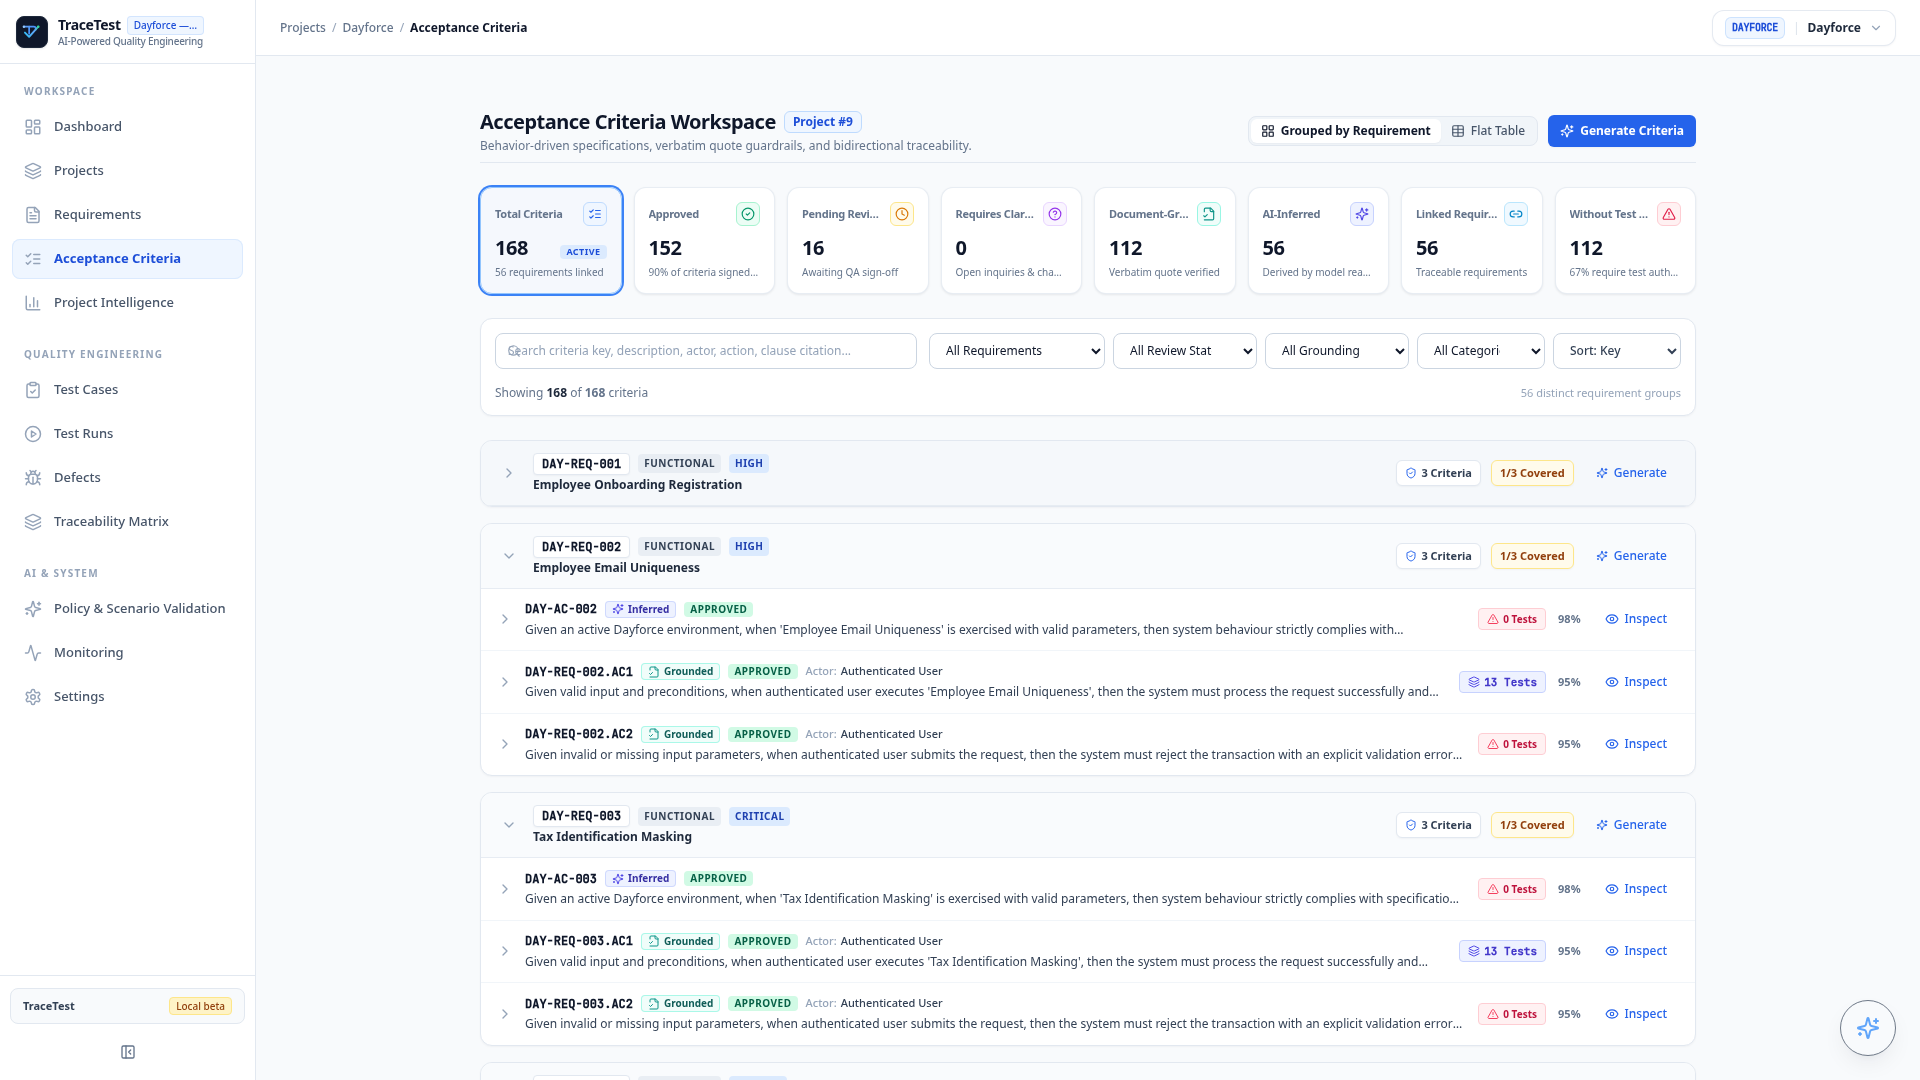 TraceTest Dayforce —...
AI-Powered Quality Engineering
WORKSPACE
Dashboard
Projects
Requirements
Acceptance Criteria
Project Intelligence
QUALITY ENGINEERING
Test Cases
Test Runs
Defects
Traceability Matrix
AI & SYSTEM
Policy & Scenario Validation
Monitoring
Settings
TraceTest Local beta
Projects / Dayforce / Acceptance Criteria
DAYFORCE Dayforce
Acceptance Criteria Workspace Project #9
Behavior-driven specifications, verbatim quote guardrails, and bidirectional traceability.
Grouped by Requirement Flat Table Generate Criteria
Total Criteria
168 ACTIVE
56 requirements linked
Approved
152
90% of criteria signed...
Pending Revi...
16
Awaiting QA sign-off
Requires Clar...
0
Open inquiries & cha...
Document-Gr...
112
Verbatim quote verified
AI-Inferred
56
Derived by model rea...
Linked Requir...
56
Traceable requirements
Without Test ...
112
67% require test auth...
Search criteria key, description, actor, action, clause citation... All Requirements All Review Stat All Grounding All Categori Sort: Key
Showing 168 of 168 criteria 56 distinct requirement groups
DAY-REQ-001 FUNCTIONAL HIGH
Employee Onboarding Registration
3 Criteria 1/3 Covered Generate
DAY-REQ-002 FUNCTIONAL HIGH
Employee Email Uniqueness
3 Criteria 1/3 Covered Generate
DAY-AC-002 Inferred APPROVED
Given an active Dayforce environment, when 'Employee Email Uniqueness' is exercised with valid parameters, then system behaviour strictly complies with...
0 Tests 98% Inspect
DAY-REQ-002.AC1 Grounded APPROVED Actor: Authenticated User
Given valid input and preconditions, when authenticated user executes 'Employee Email Uniqueness', then the system must process the request successfully and...
13 Tests 95% Inspect
DAY-REQ-002.AC2 Grounded APPROVED Actor: Authenticated User
Given invalid or missing input parameters, when authenticated user submits the request, then the system must reject the transaction with an explicit validation error...
0 Tests 95% Inspect
DAY-REQ-003 FUNCTIONAL CRITICAL
Tax Identification Masking
3 Criteria 1/3 Covered Generate
DAY-AC-003 Inferred APPROVED
Given an active Dayforce environment, when 'Tax Identification Masking' is exercised with valid parameters, then system behaviour strictly complies with specificatio...
0 Tests 98% Inspect
DAY-REQ-003.AC1 Grounded APPROVED Actor: Authenticated User
Given valid input and preconditions, when authenticated user executes 'Tax Identification Masking', then the system must process the request successfully and...
13 Tests 95% Inspect
DAY-REQ-003.AC2 Grounded APPROVED Actor: Authenticated User
Given invalid or missing input parameters, when authenticated user submits the request, then the system must reject the transaction with an explicit validation error...
0 Tests 95% Inspect